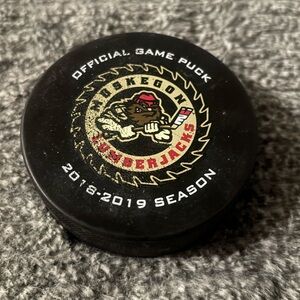 OFFICIAL GAME PUCK
MUSKEGON
LUMBERJACKS
2018-2019 SEASON